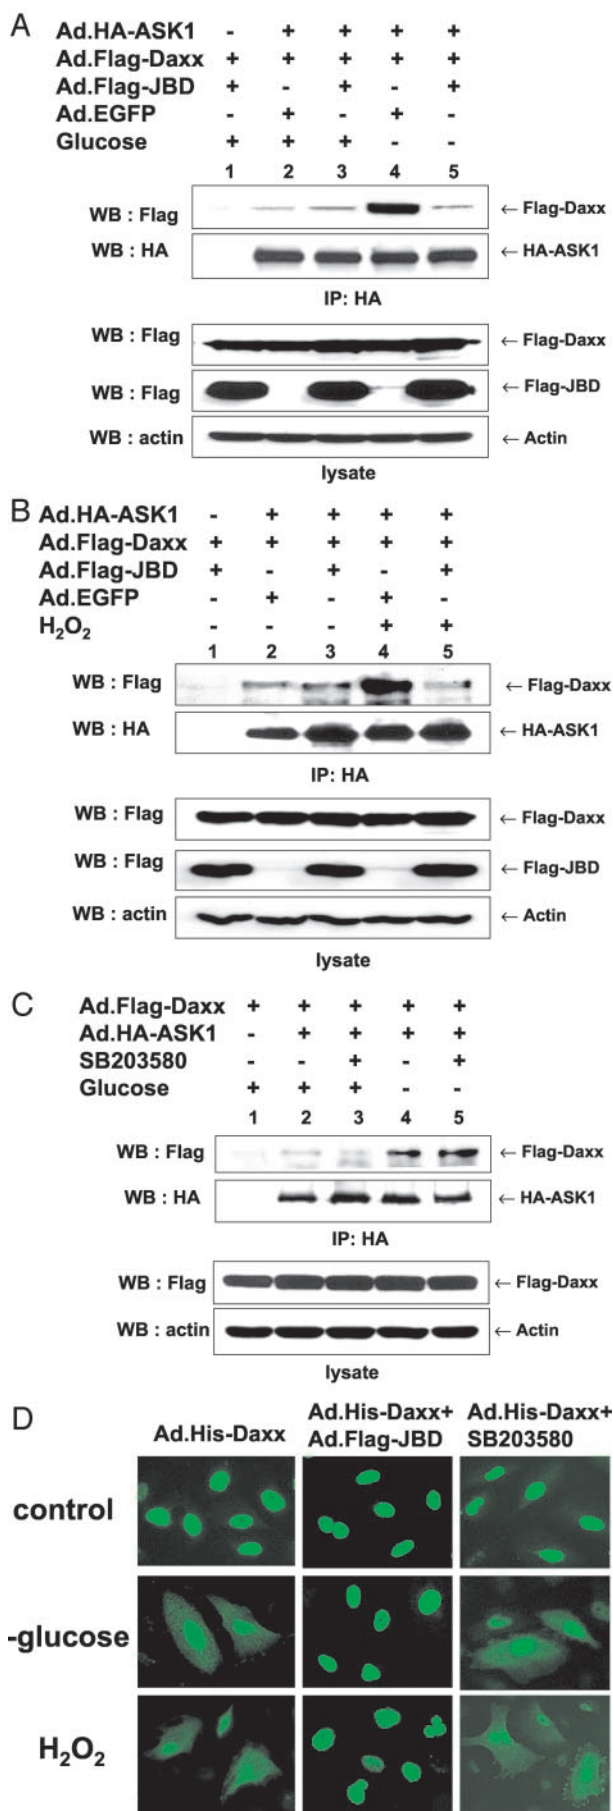 A
Ad.HA-ASK1 - + + + +
Ad.Flag-Daxx + + + + +
Ad.Flag-JBD + - + - +
Ad.EGFP - + - + -
Glucose + + + - -
1 2 3 4 5
WB : Flag ← Flag-Daxx
WB : HA ← HA-ASK1
IP: HA
WB : Flag ← Flag-Daxx
WB : Flag ← Flag-JBD
WB : actin ← Actin
lysate
B
Ad.HA-ASK1 - + + + +
Ad.Flag-Daxx + + + + +
Ad.Flag-JBD + - + - +
Ad.EGFP - + - + -
H₂O₂ - - - + +
1 2 3 4 5
WB : Flag ← Flag-Daxx
WB : HA ← HA-ASK1
IP: HA
WB : Flag ← Flag-Daxx
WB : Flag ← Flag-JBD
WB : actin ← Actin
lysate
C
Ad.Flag-Daxx + + + + +
Ad.HA-ASK1 - + + + +
SB203580 - - + - +
Glucose + + + - -
1 2 3 4 5
WB : Flag ← Flag-Daxx
WB : HA ← HA-ASK1
IP: HA
WB : Flag ← Flag-Daxx
WB : actin ← Actin
lysate
D
Ad.His-Daxx
Ad.His-Daxx+
Ad.Flag-JBD
Ad.His-Daxx+
SB203580
control
-glucose
H₂O₂